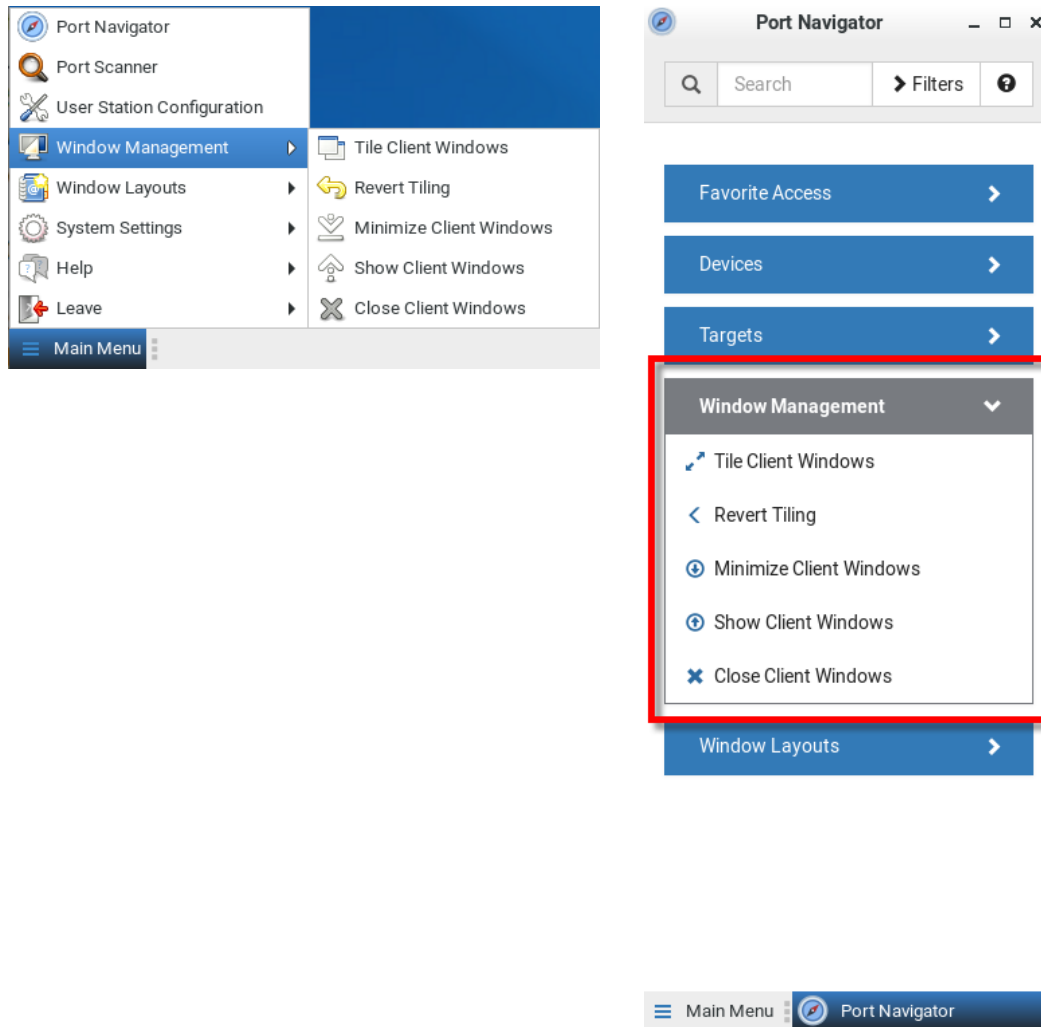 Port Navigator
Port Scanner
User Station Configuration
Window Management
Window Layouts
System Settings
Help
Leave
Main Menu
Tile Client Windows
Revert Tiling
Minimize Client Windows
Show Client Windows
Close Client Windows
Port Navigator
Search
Filters
Favorite Access
Devices
Targets
Window Management
Tile Client Windows
Revert Tiling
Minimize Client Windows
Show Client Windows
Close Client Windows
Window Layouts
Main Menu
Port Navigator